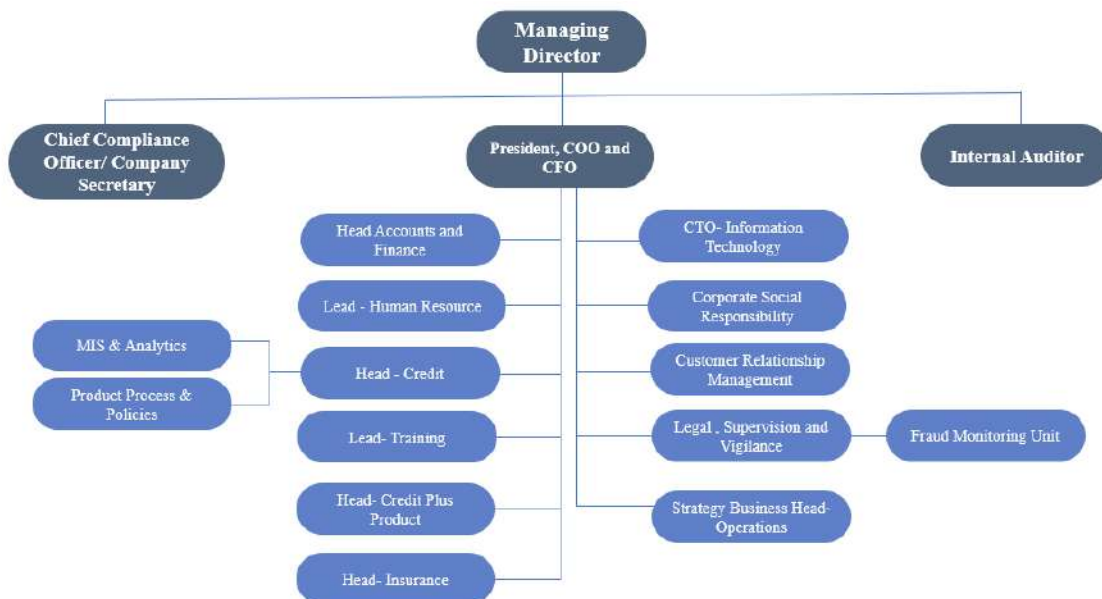 Managing
Director
Chief Compliance
Officer/ Company
Secretary
President, COO and
CFO
Internal Auditor
Head Accounts and
Finance
CTO- Information
Technology
Lead - Human Resource
Corporate Social
Responsibility
MIS & Analytics
Product Process &
Policies
Head - Credit
Customer Relationship
Management
Lead- Training
Legal , Supervision and
Vigilance
Fraud Monitoring Unit
Head- Credit Plus
Product
Strategy Business Head-
Operations
Head- Insurance